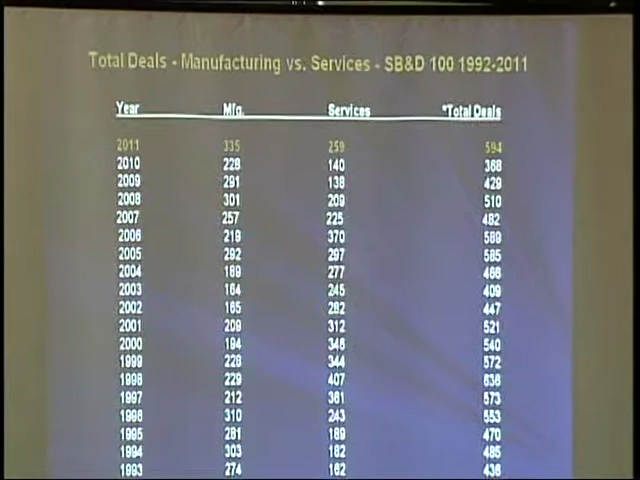 Total Deals - Manufacturing vs. Services - SB&D 100 1992-2011
Year Mfg. Services *Total Deals
2011 335 259 594
2010 228 140 368
2009 291 138 429
2008 301 209 510
2007 257 225 482
2006 219 370 589
2005 297
2004 189 277 466
2003 164 245 409
2002 165 282 447
2001 209 312 521
2000 194 346 540
1999 228 344 572
1998 229 407 636
1997 212 361 573
1996 310 243 553
1995 281 189 470
1994 303 182 485
1993 274 162 436